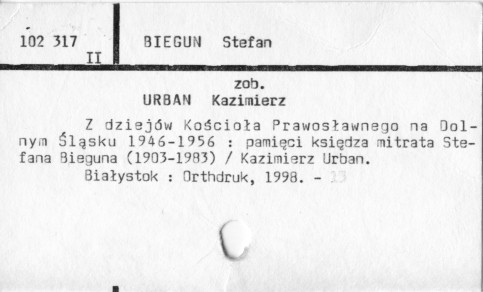 102 317
II
BIEGUN Stefan
zob.
URBAN Kazimierz
Z dziejów Kościoła Prawosławnego na Dol-
nym Śląsku 1946-1956 : pamięci księdza mitrata Ste-
fana Bieguna (1903-1983) / Kazimierz Urban.
Białystok : Orthdruk, 1998. -